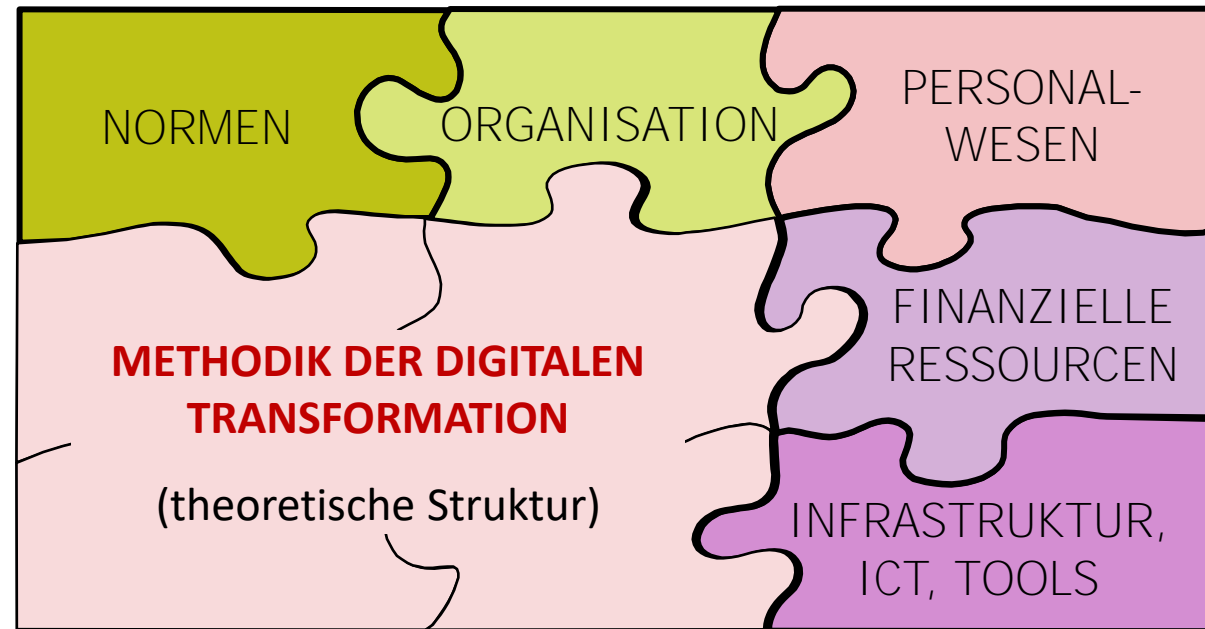 NORMEN
ORGANISATION
PERSONAL-
WESEN
FINANZIELLE
RESSOURCEN
METHODIK DER DIGITALEN
TRANSFORMATION
(theoretische Struktur)
INFRASTRUKTUR,
ICT, TOOLS